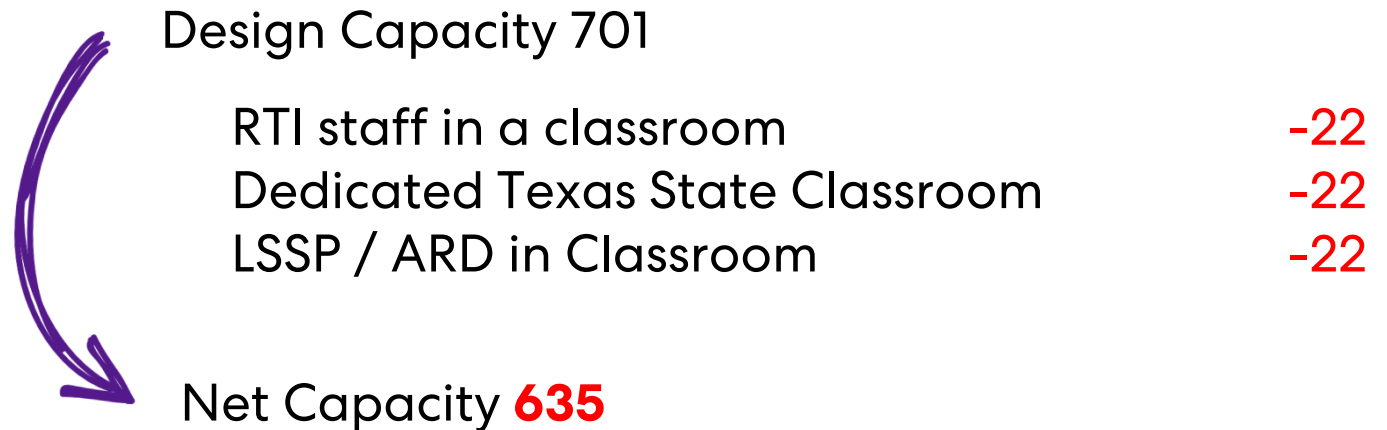 Design Capacity 701
RTI staff in a classroom -22
Dedicated Texas State Classroom -22
LSSP / ARD in Classroom -22
Net Capacity 635